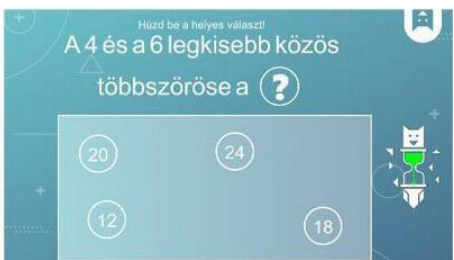 Húzd be a helyes választ!
A 4 és a 6 legkisebb közös
többszöröse a ?
20
24
12
18